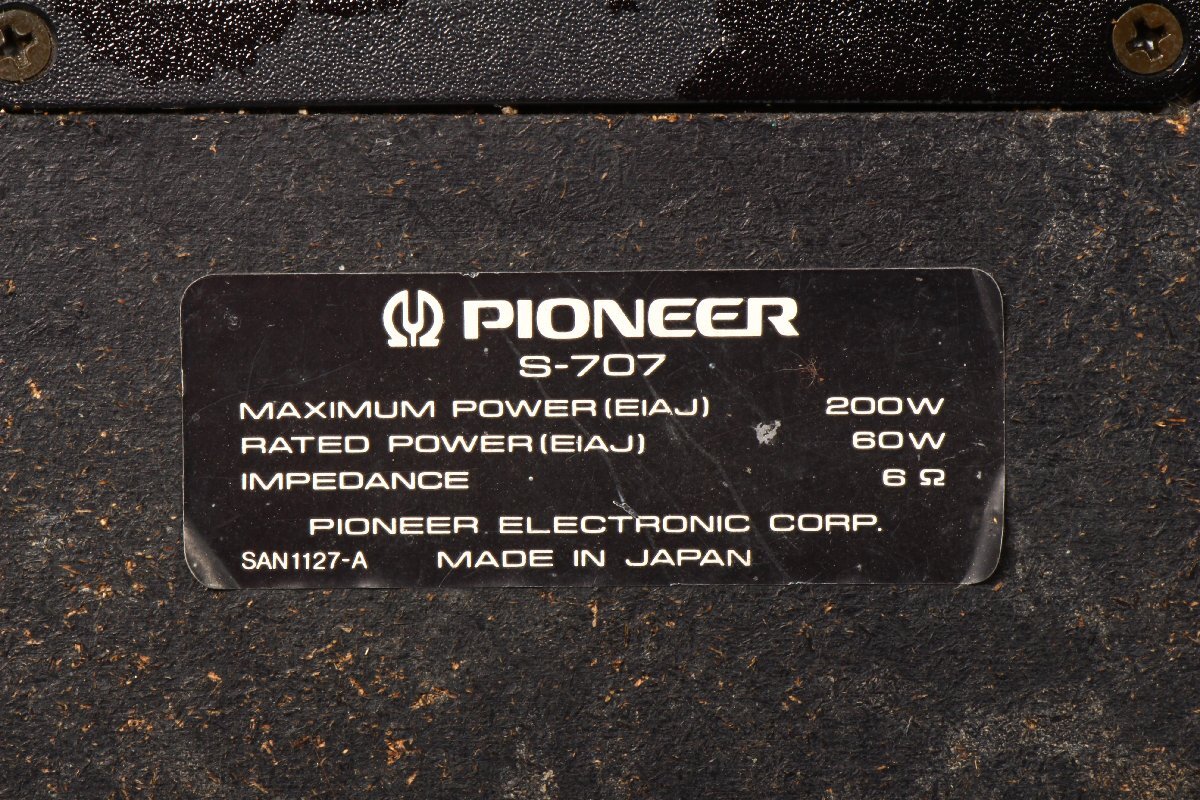 PIONEER
S-707
MAXIMUM POWER(EIAJ) 200W
RATED POWER(EIAJ) 60W
IMPEDANCE 6 Ω
PIONEER ELECTRONIC CORP.
SAN1127-A MADE IN JAPAN